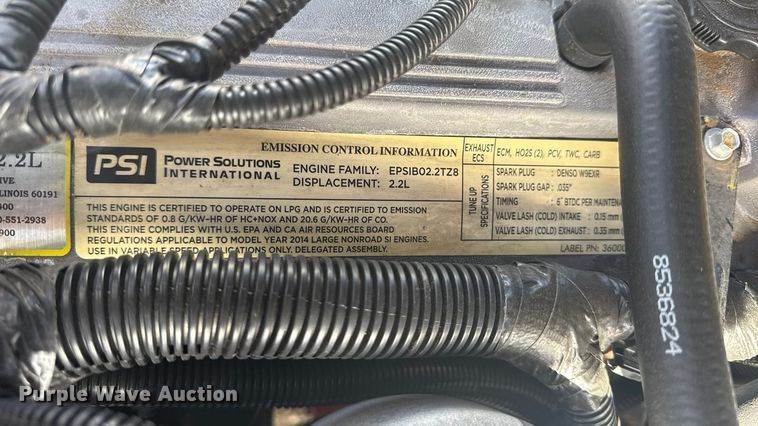 2.2L
IVE
LLINOIS 60191
400
0-551-2938
900
PSI
POWER SOLUTIONS
INTERNATIONAL
EMISSION CONTROL INFORMATION
ENGINE FAMILY: EPSIB02.2TZ8
DISPLACEMENT: 2.2L
THIS ENGINE IS CERTIFIED TO OPERATE ON LPG AND IS CERTIFIED TO EMISSION
STANDARDS OF 0.8 G/KW-HR OF HC+NOX AND 20.6 G/KW-HR OF CO.
THIS ENGINE COMPLIES WITH U.S. EPA AND CA AIR RESOURCES BOARD
REGULATIONS APPLICABLE TO MODEL YEAR 2014 LARGE NONROAD SI ENGINES.
USE IN VARIABLE SPEED APPLICATIONS ONLY. DELEGATED ASSEMBLY.
EXHAUST
ECS
ECM, HO2S (2), PCV, TWC, CARB
TUNE UP
SPECIFICATIONS
SPARK PLUG : DENSO W9EXR
SPARK PLUG GAP : .035"
TIMING : 6° BTDC PER MAINTENA
VALVE LASH (COLD) INTAKE : 0.15 mm
VALVE LASH (COLD) EXHAUST : 0.35 mm
LABEL PN: 36000
8536824
Purple Wave Auction